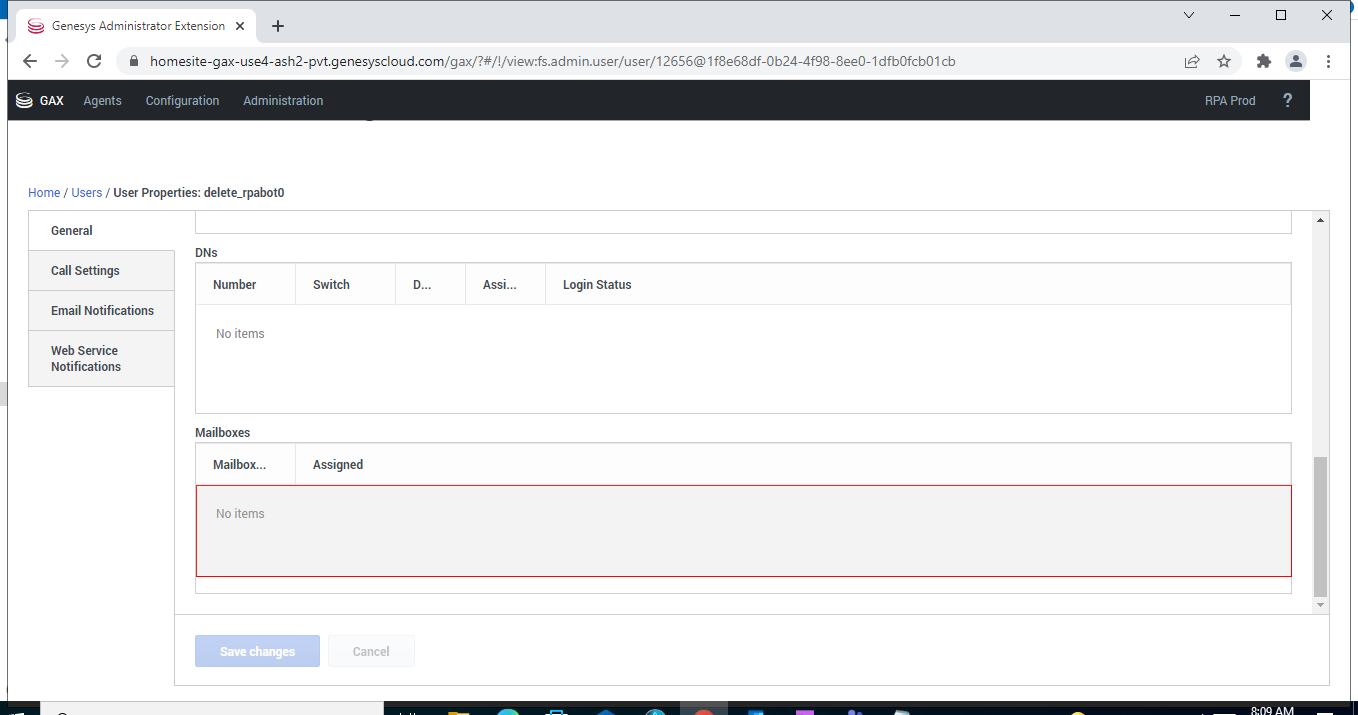 Genesys Administrator Extension
homesite-gax-use4-ash2-pvt.genesyscloud.com/gax/?#/!/view:fs.admin.user/user/12656@1f8e68df-0b24-4f98-8ee0-1dfb0fcb01cb
GAX Agents Configuration Administration RPA Prod ?
Home / Users / User Properties: delete_rpabot0
General
Call Settings
Email Notifications
Web Service
Notifications
DNs
Number Switch D... Assi... Login Status
No items
Mailboxes
Mailbox... Assigned
No items
Save changes Cancel
8:09 AM